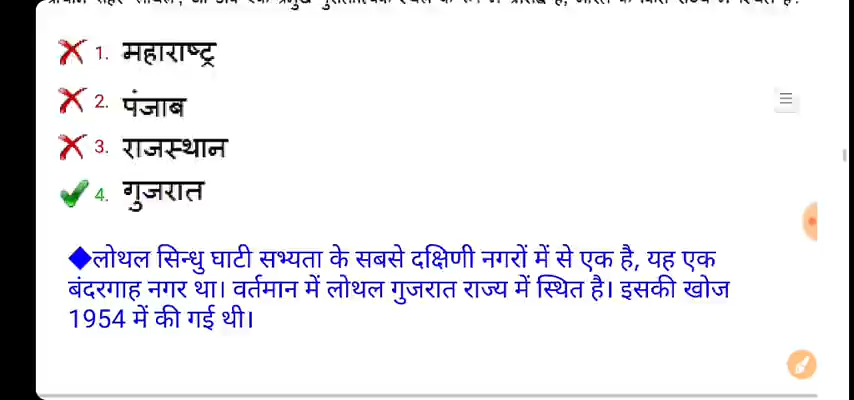 1. महाराष्ट्र
2. पंजाब
3. राजस्थान
4. गुजरात
◆लोथल सिन्धु घाटी सभ्यता के सबसे दक्षिणी नगरों में से एक है, यह एक
बंदरगाह नगर था। वर्तमान में लोथल गुजरात राज्य में स्थित है। इसकी खोज
1954 में की गई थी।